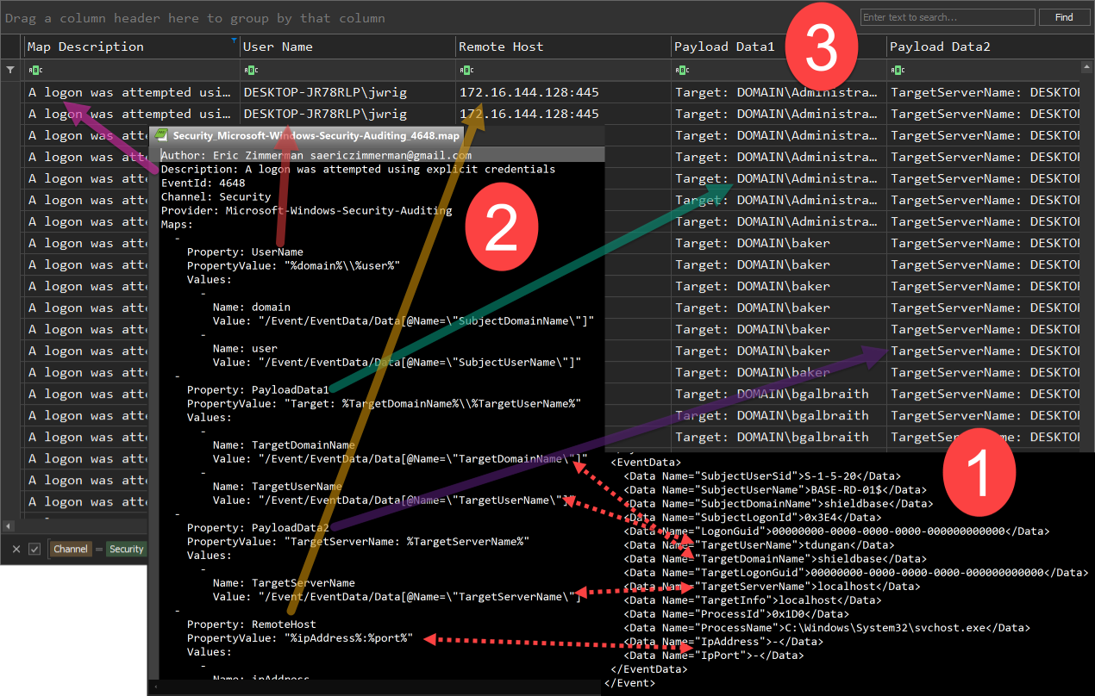 Drag a column header here to group by that column
Enter text to search...
Find
Map Description
User Name
Remote Host
Payload Data1
Payload Data2
3
A logon was attempted usi... DESKTOP-JR78RLP\jwrig 172.16.144.128:445 Target: DOMAIN\Administra... TargetServerName: DESKTO
A logon was attempted usi... DESKTOP-JR78RLP\jwrig 172.16.144.128:445 Target: DOMAIN\Administra... TargetServerName: DESKTO
A logon was atte Target: DOMAIN\Administra... TargetServerName: DESKTO
A logon was atte Target: DOMAIN\Administra... TargetServerName: DESKTO
A logon was atte Target: DOMAIN\Administra... TargetServerName: DESKTO
A logon was atte Target: DOMAIN\Administra... TargetServerName: DESKTO
A logon was atte Target: DOMAIN\Administra... TargetServerName: DESKTO
A logon was atte Target: DOMAIN\baker TargetServerName: DESKTO
A logon was atte Target: DOMAIN\baker TargetServerName: DESKTO
A logon was atte Target: DOMAIN\baker TargetServerName: DESKTO
A logon was atte Target: DOMAIN\baker TargetServerName: DESKTO
A logon was atte Target: DOMAIN\baker TargetServerName: DESKTO
A logon was atte Target: DOMAIN\baker TargetServerName: DESKTO
A logon was atte Target: DOMAIN\baker TargetServerName: DESKTO
A logon was atte Target: DOMAIN\bgalbraith TargetServerName: DESKTO
A logon was atte Target: DOMAIN\bgalbraith TargetServerName: DESKTO
A logon was atte Target: DOMAIN\bgalbraith TargetServerName: DESKTO
A logon was atte
A logon was atte
A logon was atte
Channel = Security
Security_Microsoft-Windows-Security-Auditing_4648.map
Author: Eric Zimmerman saericzimmerman@gmail.com
Description: A logon was attempted using explicit credentials
EventId: 4648
Channel: Security
Provider: Microsoft-Windows-Security-Auditing
Maps:
2
-
Property: UserName
PropertyValue: "%domain%\\%user%"
Values:
-
Name: domain
Value: "/Event/EventData/Data[@Name=\"SubjectDomainName\"]"
-
Name: user
Value: "/Event/EventData/Data[@Name=\"SubjectUserName\"]"
-
Property: PayloadData1
PropertyValue: "Target: %TargetDomainName%\\%TargetUserName%"
Values:
-
Name: TargetDomainName
Value: "/Event/EventData/Data[@Name=\"TargetDomainName\"]"
-
Name: TargetUserName
Value: "/Event/EventData/Data[@Name=\"TargetUserName\"]"
-
Property: PayloadData2
PropertyValue: "TargetServerName: %TargetServerName%"
Values:
-
Name: TargetServerName
Value: "/Event/EventData/Data[@Name=\"TargetServerName\"]"
-
Property: RemoteHost
PropertyValue: "%ipAddress%:%port%"
Values:
-
Name: ipAddress
1
<EventData>
<Data Name="SubjectUserSid">S-1-5-20</Data>
<Data Name="SubjectUserName">BASE-RD-01$</Data>
<Data Name="SubjectDomainName">shieldbase</Data>
<Data Name="SubjectLogonId">0x3E4</Data>
<Data Name="LogonGuid">00000000-0000-0000-0000-000000000000</Data>
<Data Name="TargetUserName">tdungan</Data>
<Data Name="TargetDomainName">shieldbase</Data>
<Data Name="TargetLogonGuid">00000000-0000-0000-0000-000000000000</Data>
<Data Name="TargetServerName">localhost</Data>
<Data Name="TargetInfo">localhost</Data>
<Data Name="ProcessId">0x1D0</Data>
<Data Name="ProcessName">C:\Windows\System32\svchost.exe</Data>
<Data Name="IpAddress">-</Data>
<Data Name="IpPort">-</Data>
</EventData>
</Event>